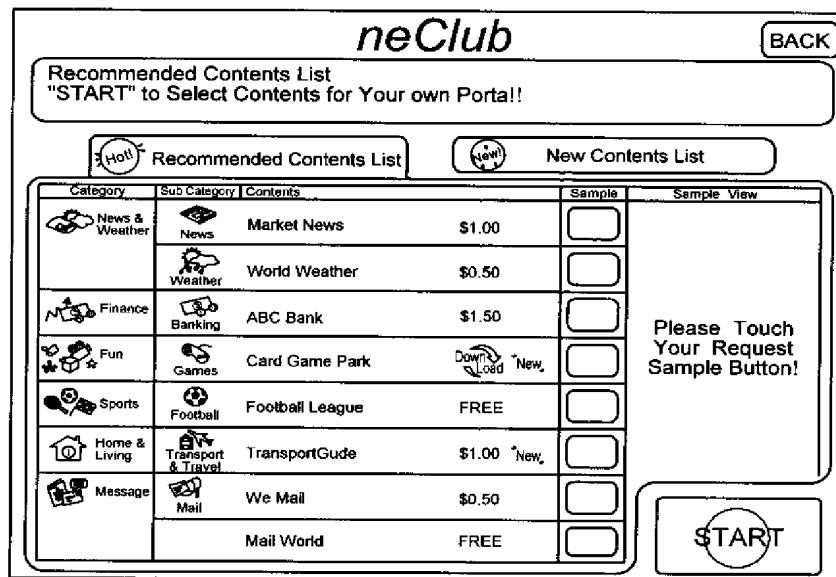 neClub
BACK
Recommended Contents List
"START" to Select Contents for Your own Porta!!
Hot! Recommended Contents List
New! New Contents List
Category Sub Category Contents Sample Sample View
News & Weather News Market News $1.00
Weather World Weather $0.50
Finance Banking ABC Bank $1.50
Fun Games Card Game Park Down Load New
Sports Football Football League FREE
Home & Living Transport & Travel TransportGude $1.00 New
Message Mail We Mail $0.50
Mail World FREE
Please Touch
Your Request
Sample Button!
START